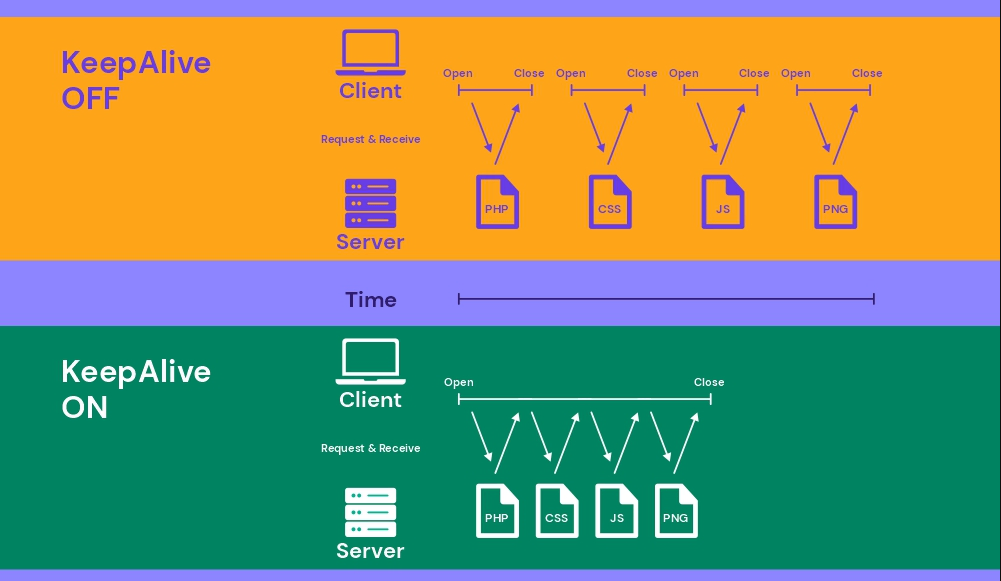 KeepAlive
OFF
Client
Request & Receive
Server
Open Close Open Close Open Close Open Close
PHP CSS JS PNG
Time
KeepAlive
ON
Client
Request & Receive
Server
Open Close
PHP CSS JS PNG